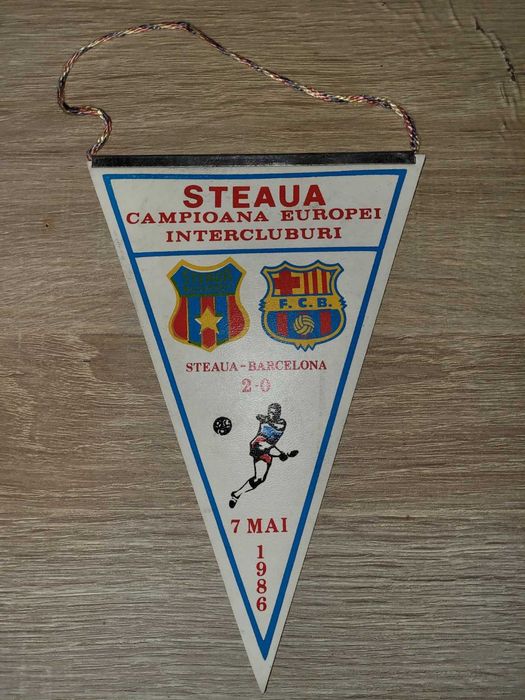 STEAUA
CAMPIOANA EUROPEI
INTERCLUBURI
F.C.B.
STEAUA-BARCELONA
2-0
7 MAI
1986